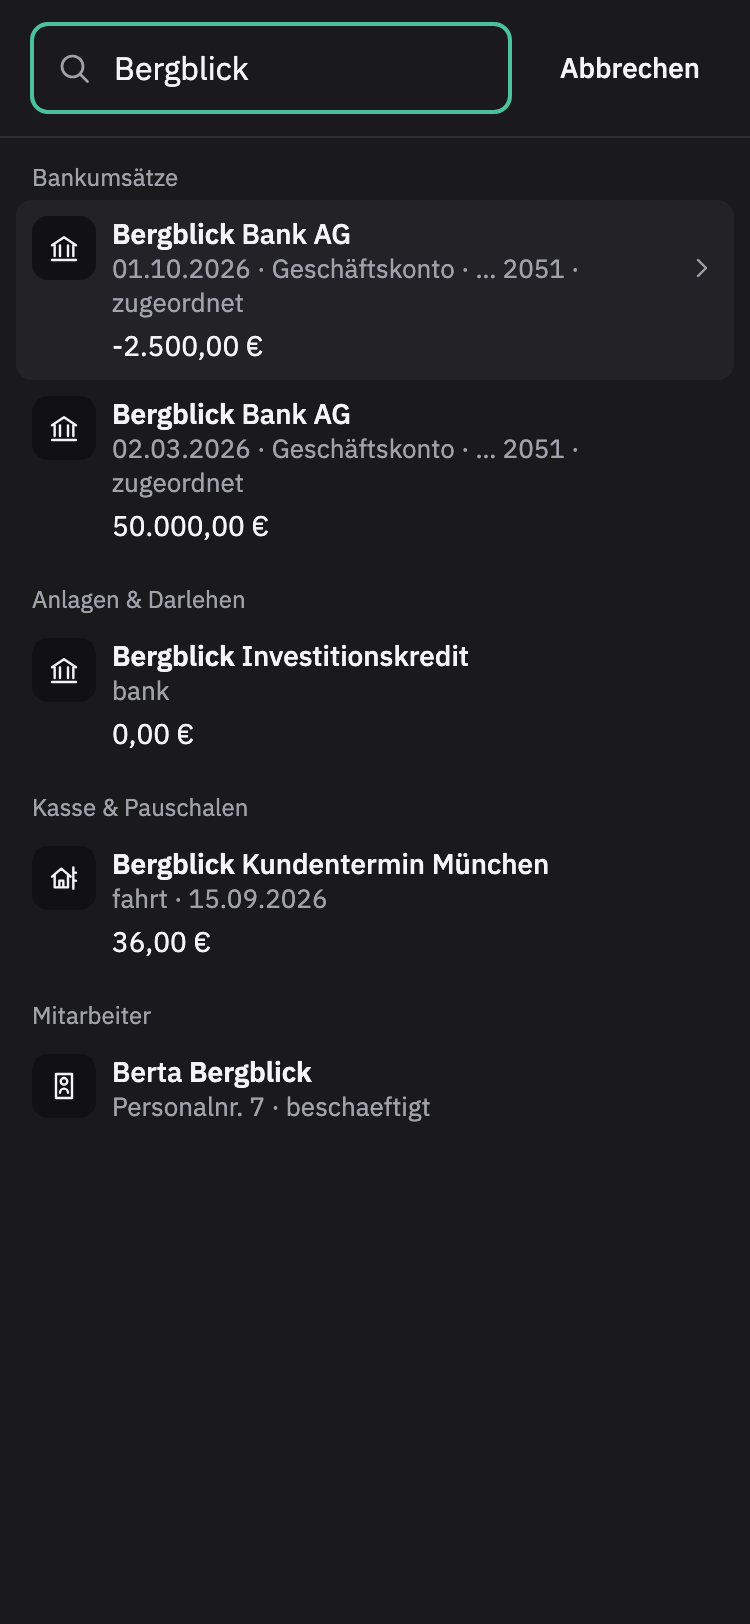 Bergblick
Abbrechen
Bankumsätze
Bergblick Bank AG
01.10.2026 · Geschäftskonto · … 2051 ·
zugeordnet
-2.500,00 €
Bergblick Bank AG
02.03.2026 · Geschäftskonto · … 2051 ·
zugeordnet
50.000,00 €
Anlagen & Darlehen
Bergblick Investitionskredit
bank
0,00 €
Kasse & Pauschalen
Bergblick Kundentermin München
fahrt · 15.09.2026
36,00 €
Mitarbeiter
Berta Bergblick
Personalnr. 7 · beschaeftigt